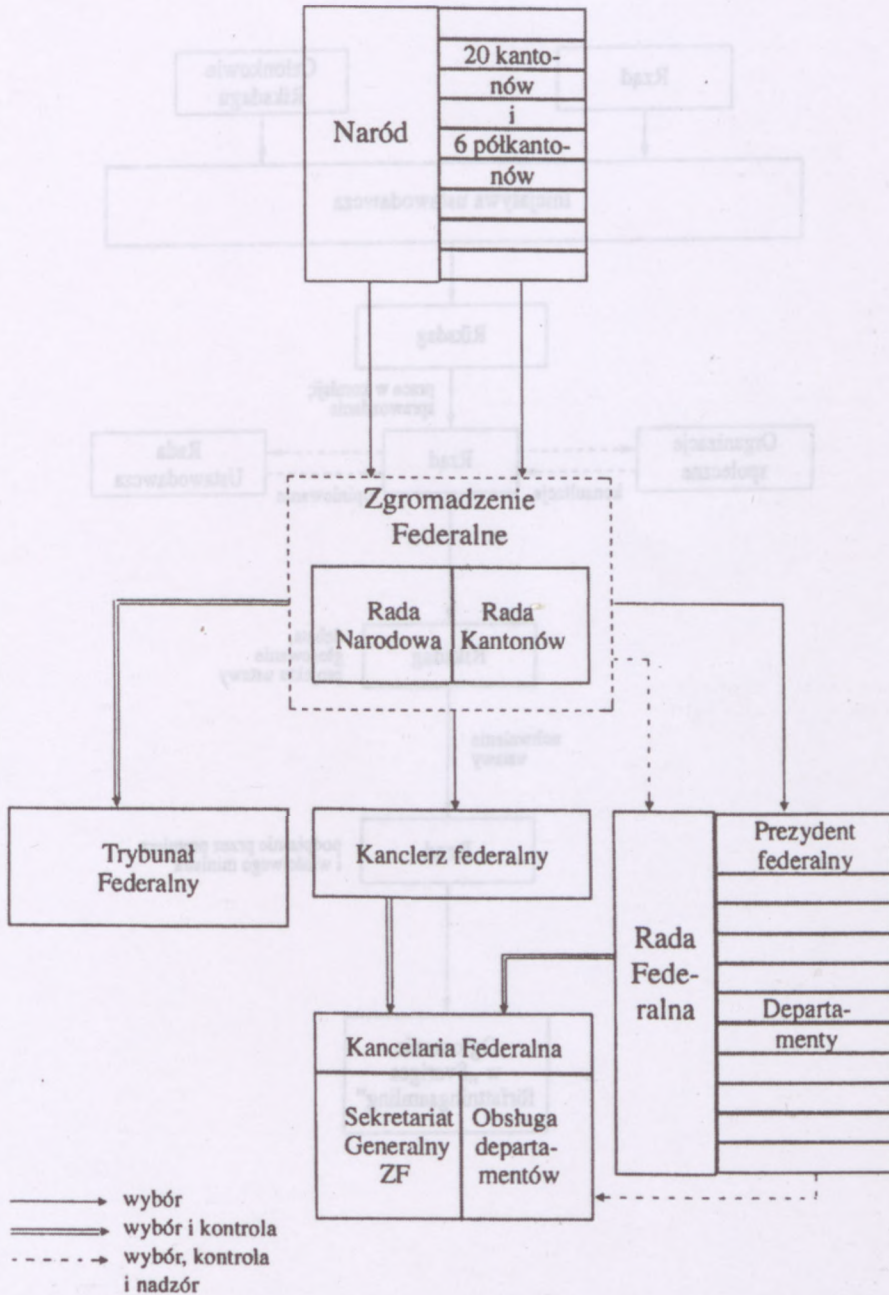 Naród
20 kanto-
nów
i
6 półkanto-
nów
Zgromadzenie
Federalne
Rada
Narodowa
Rada
Kantonów
Trybunał
Federalny
Kanclerz federalny
Rada
Fede-
ralna
Prezydent
federalny
Departa-
menty
Kancelaria Federalna
Sekretariat
Generalny
ZF
Obsługa
departa-
mentów
wybór
wybór i kontrola
wybór, kontrola
i nadzór